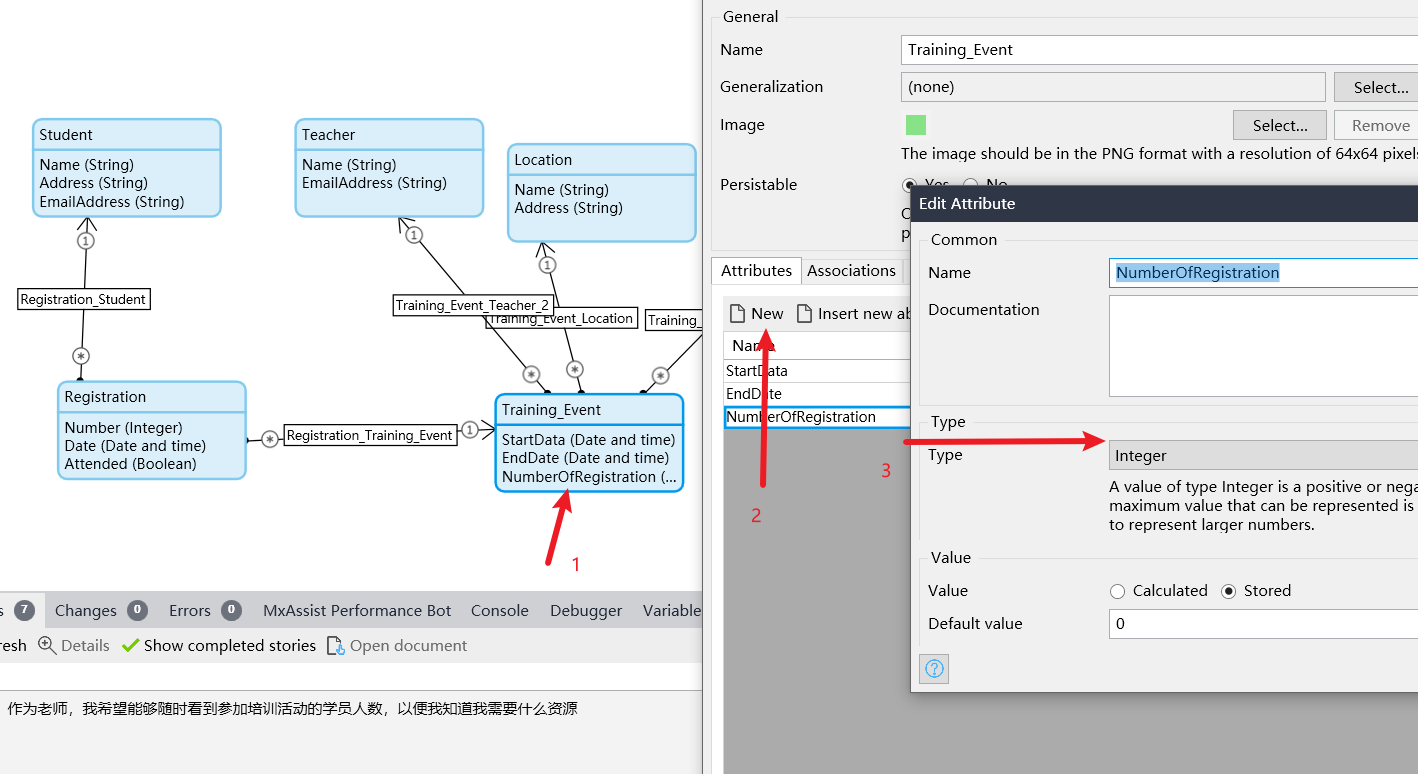 Student
Name (String)
Address (String)
EmailAddress (String)
Teacher
Name (String)
EmailAddress (String)
Location
Name (String)
Address (String)
1
1
1
Registration_Student
Training_Event_Teacher_2
Training_Event_Location
Training_
*
*
*
*
Registration
Number (Integer)
Date (Date and time)
Attended (Boolean)
*
Registration_Training_Event
1
Training_Event
StartData (Date and time)
EndDate (Date and time)
NumberOfRegistration (...
1
s 7 Changes 0 Errors 0 MxAssist Performance Bot Console Debugger Variable
resh Details Show completed stories Open document
作为老师，我希望能够随时看到参加培训活动的学员人数，以便我知道我需要什么资源
General
Name Training_Event
Generalization (none) Select...
Image Select... Remove
The image should be in the PNG format with a resolution of 64x64 pixels
Persistable Yes No
Attributes Associations
New Insert new ab
Name
StartData
EndDate
NumberOfRegistration
2
3
Edit Attribute
Common
Name NumberOfRegistration
Documentation
Type
Type Integer
A value of type Integer is a positive or nega
maximum value that can be represented is
to represent larger numbers.
Value
Value Calculated Stored
Default value 0
?